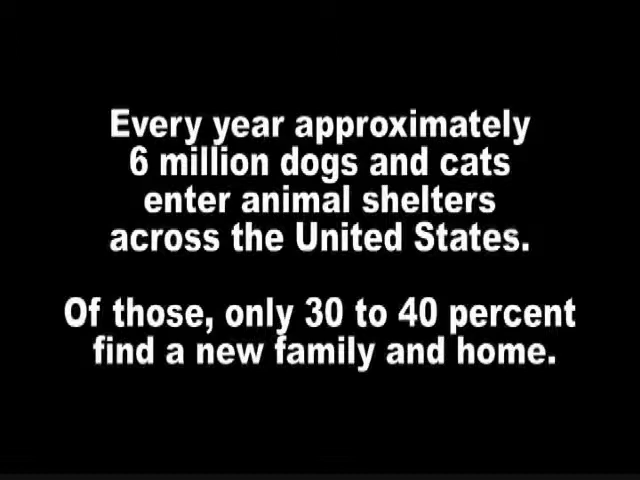 Every year approximately
6 million dogs and cats
enter animal shelters
across the United States.
Of those, only 30 to 40 percent
find a new family and home.